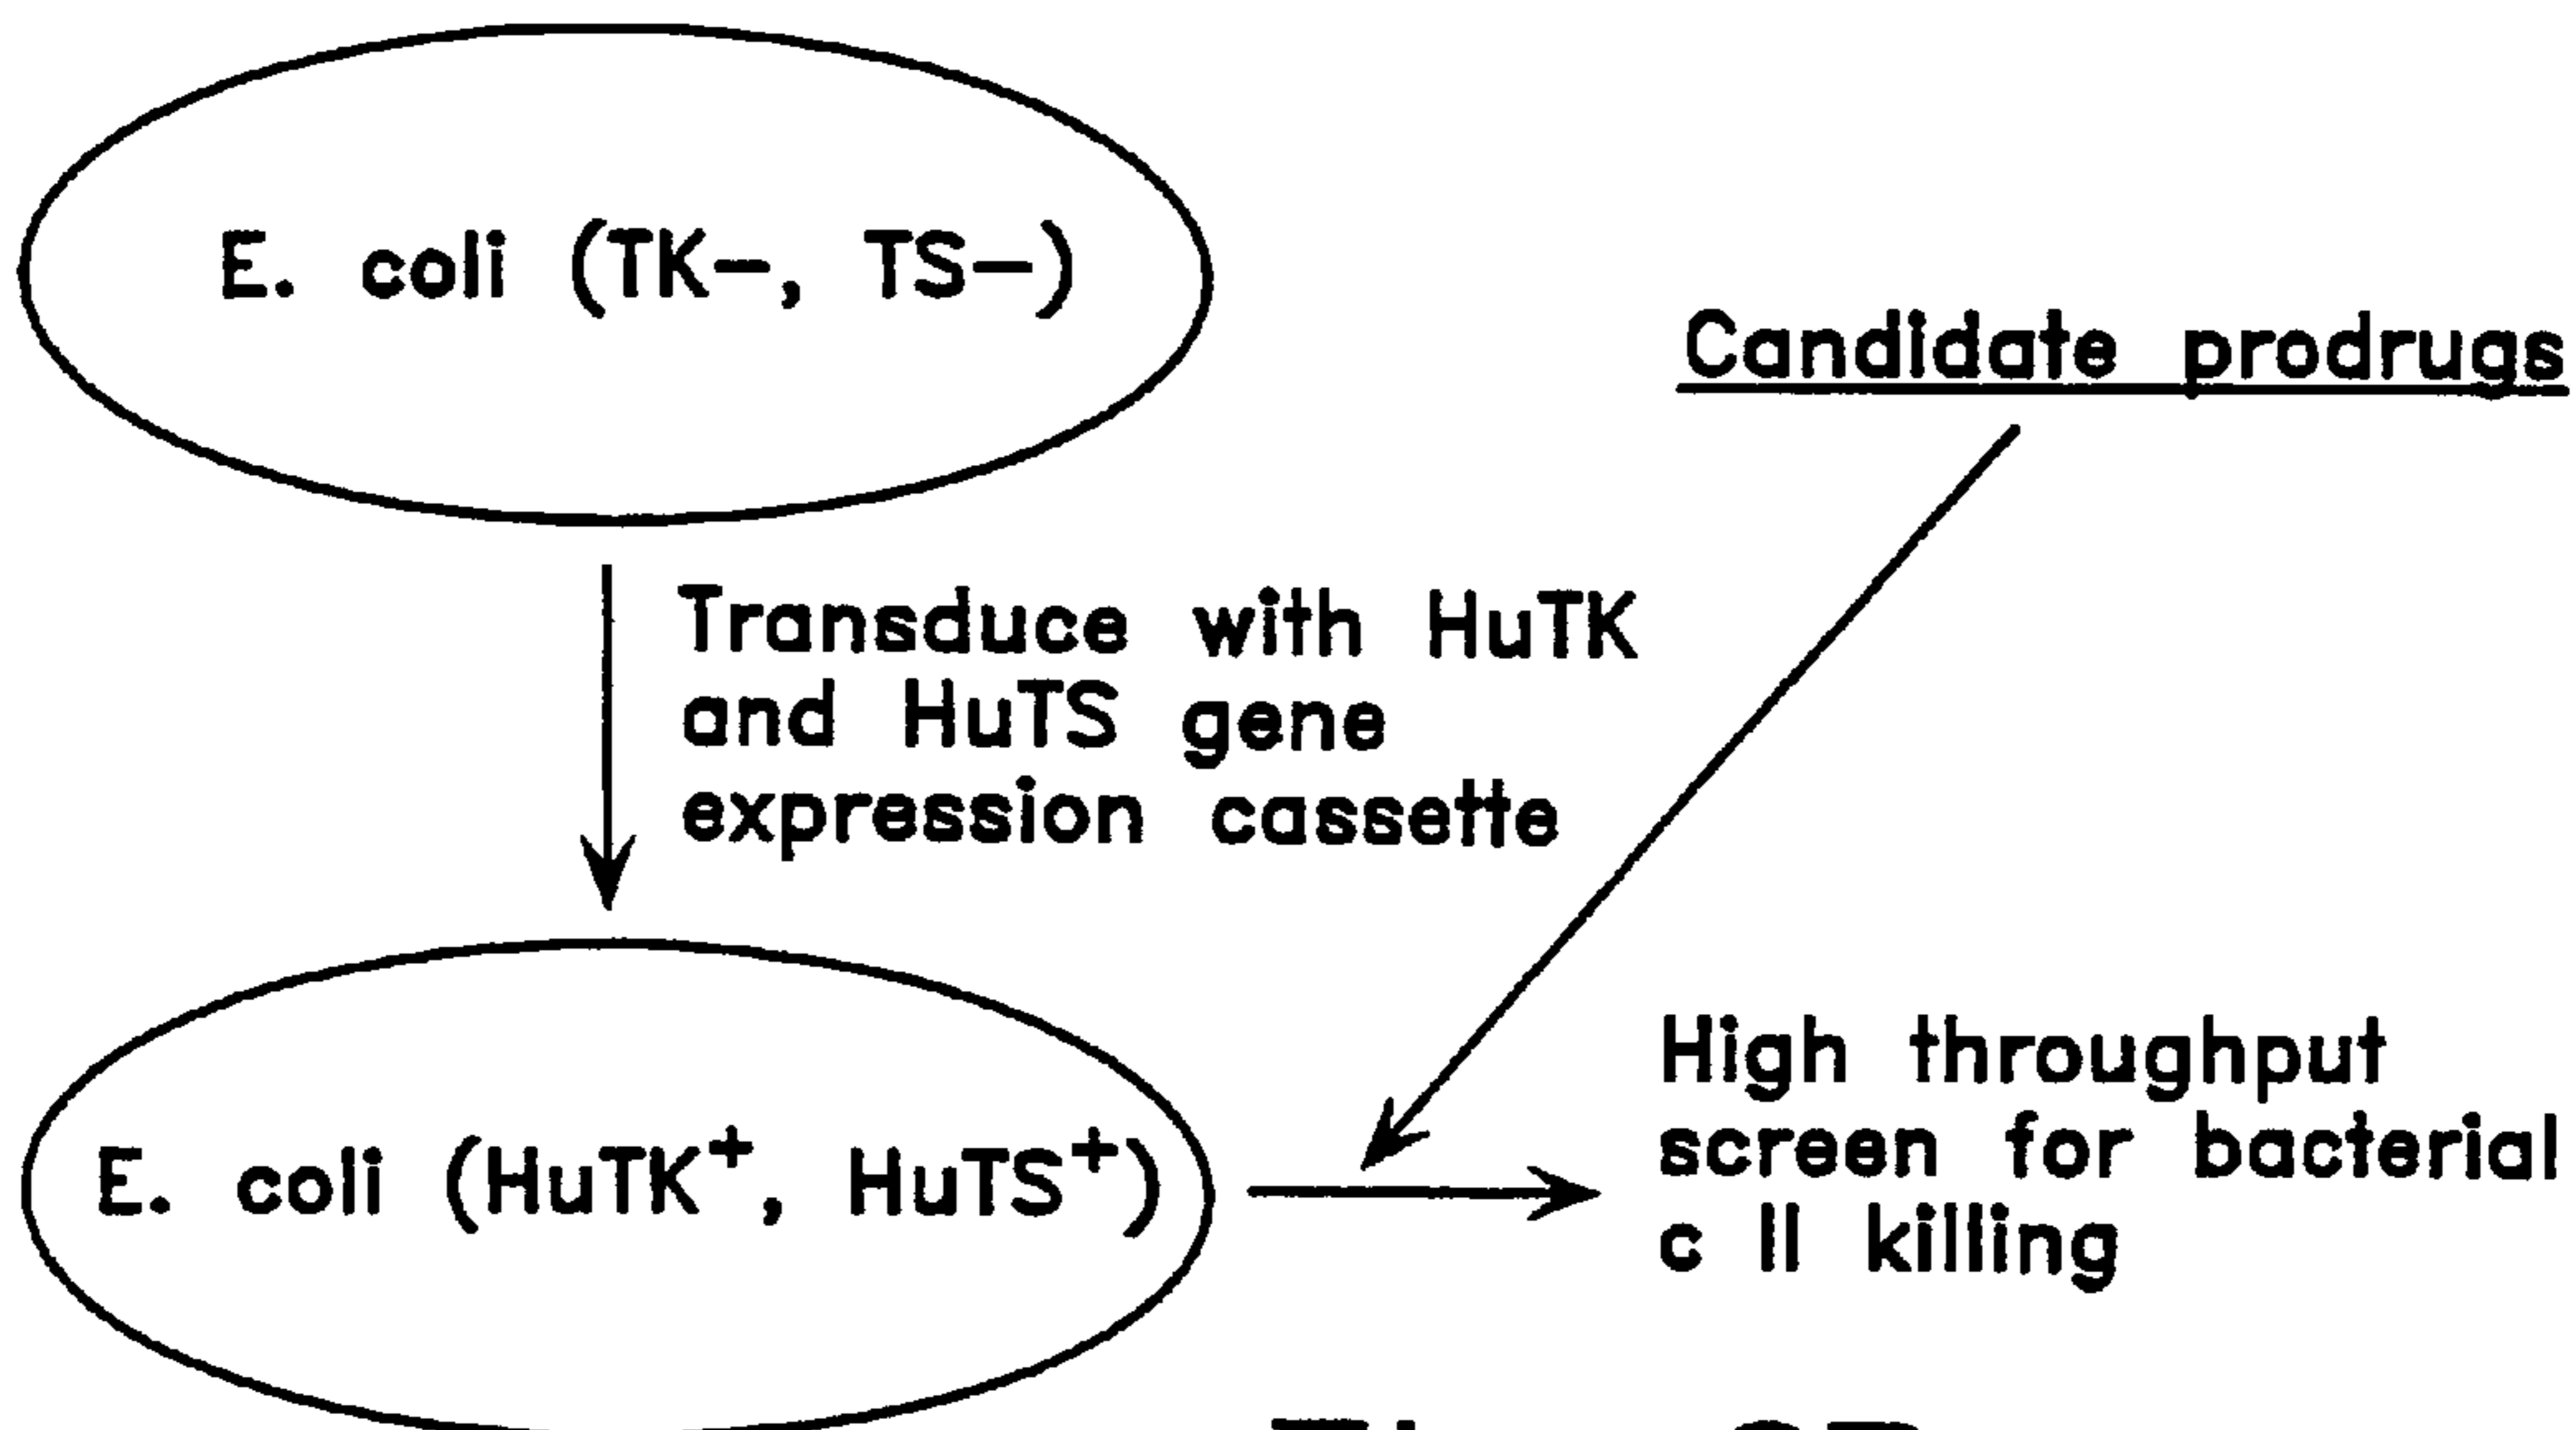 E. coli (TK-, TS-)
Candidate prodrugs
Transduce with HuTK
and HuTS gene
expression cassette
E. coli (HuTK⁺, HuTS⁺)
High throughput
screen for bacterial
c ll killing